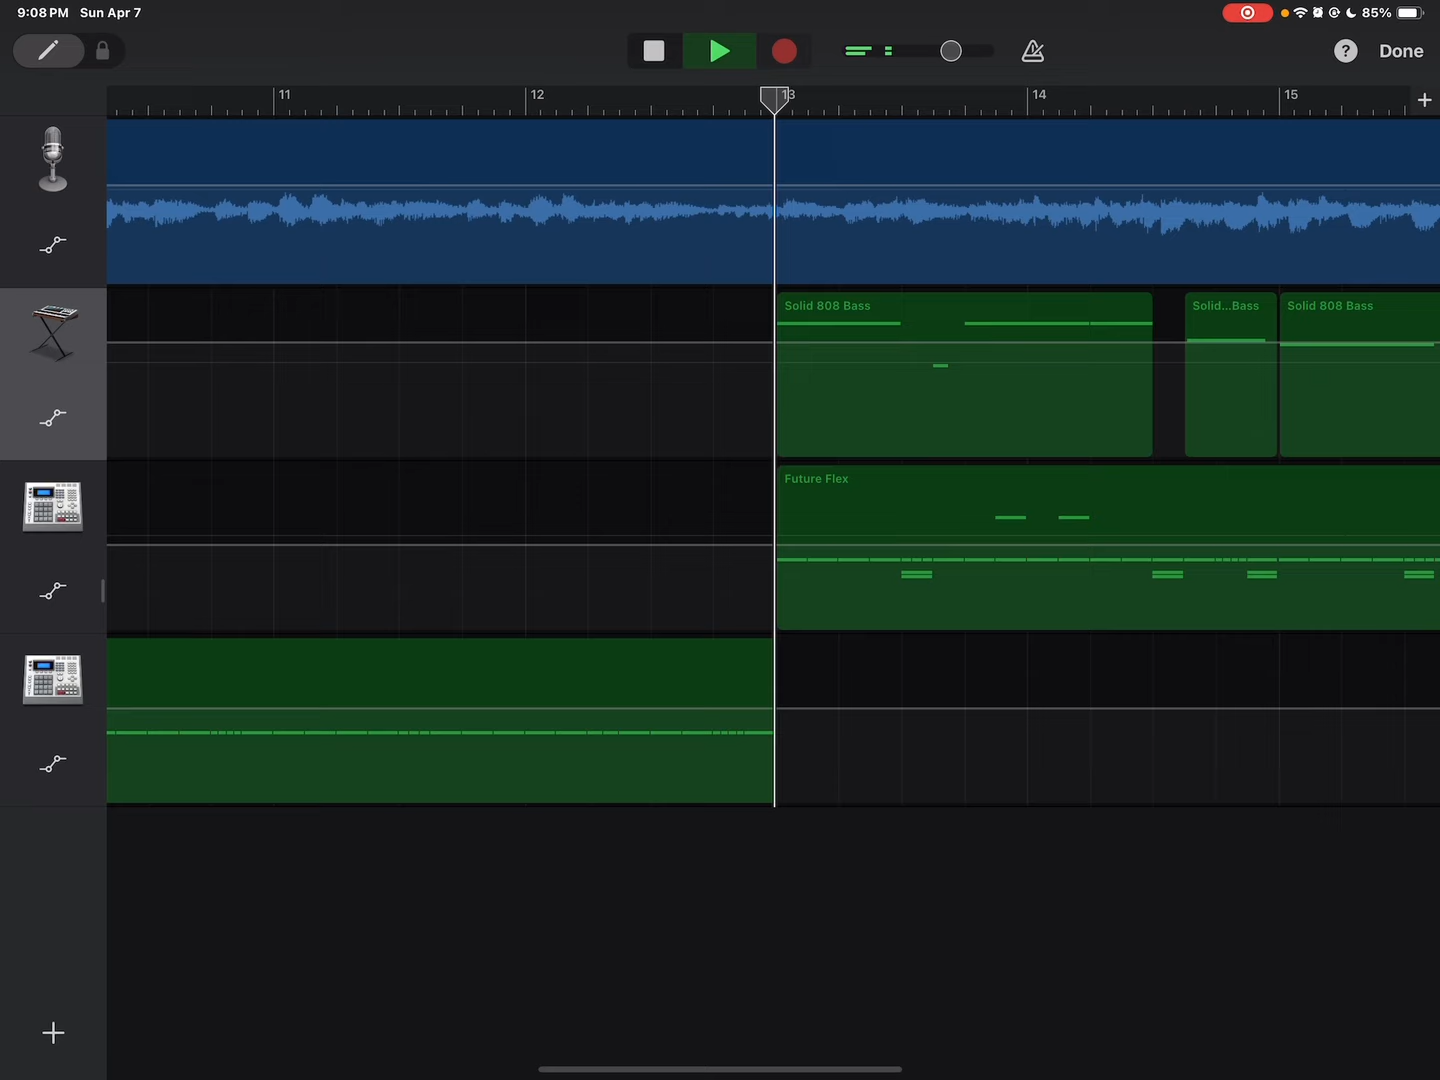 9:08 PM Sun Apr 7
85%
? Done
11 12 13 14 15
Solid 808 Bass Solid...Bass Solid 808 Bass
Future Flex